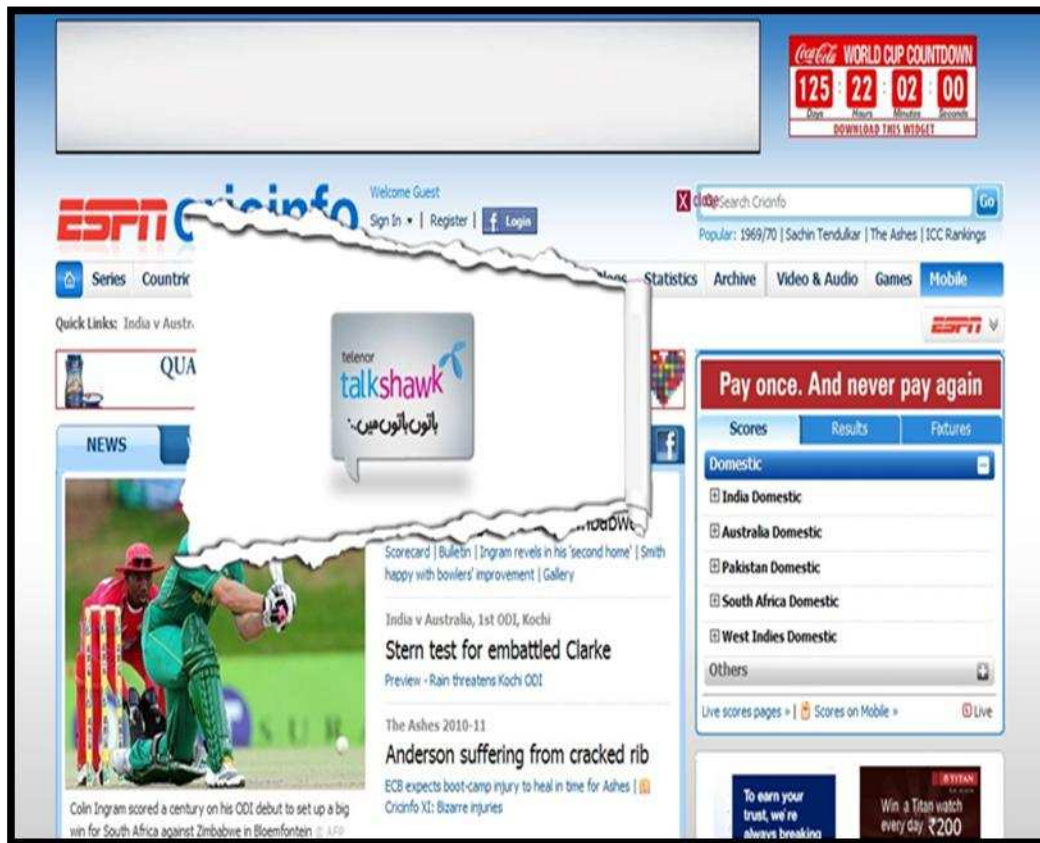 Coca-Cola WORLD CUP COUNTDOWN
125 : 22 : 02 : 00
Days Hours Minutes Seconds
DOWNLOAD THIS WIDGET
ESPN cricinfo
Welcome Guest
Sign In | Register | f Login
X close
Search Cricinfo Go
Popular: 1969/70 | Sachin Tendulkar | The Ashes | ICC Rankings
Series Countri
Statistics Archive Video & Audio Games Mobile
Quick Links: India v Austr
ESPN
QUA
telenor
talkshawk
باتوں باتوں میں...
Pay once. And never pay again
Scores Results Fixtures
Domestic
India Domestic
Australia Domestic
Pakistan Domestic
South Africa Domestic
West Indies Domestic
Others
Live scores pages » | Scores on Mobile » Live
NEWS
f
Scorecard | Bulletin | Ingram revels in his 'second home' | Smith
happy with bowlers' improvement | Gallery
India v Australia, 1st ODI, Kochi
Stern test for embattled Clarke
Preview - Rain threatens Kochi ODI
The Ashes 2010-11
Anderson suffering from cracked rib
ECB expects boot-camp injury to heal in time for Ashes |
Cricinfo XI: Bizarre injuries
Colin Ingram scored a century on his ODI debut to set up a big
win for South Africa against Zimbabwe in Bloemfontein © AFP
To earn your
trust, we're
always breaking
TITAN
Win a Titan watch
every day ₹200